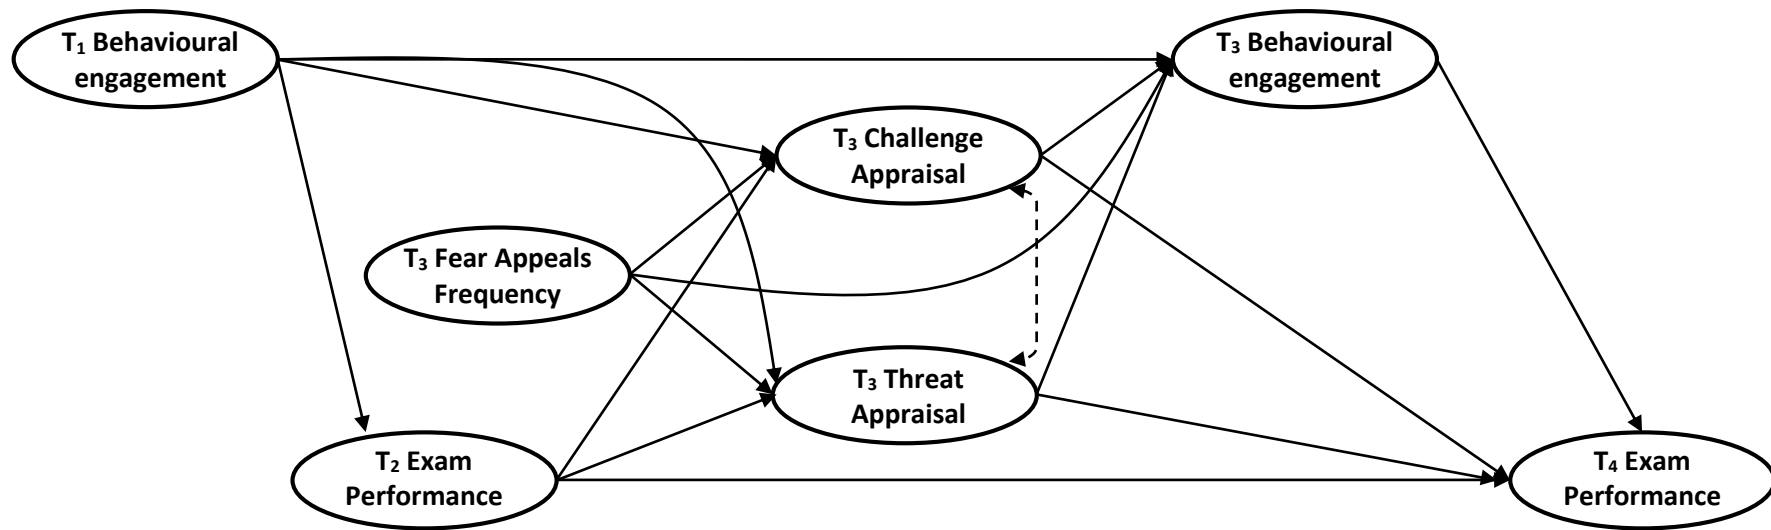 T₁ Behavioural
engagement
T₃ Behavioural
engagement
T₃ Challenge
Appraisal
T₃ Fear Appeals
Frequency
T₃ Threat
Appraisal
T₂ Exam
Performance
T₄ Exam
Performance